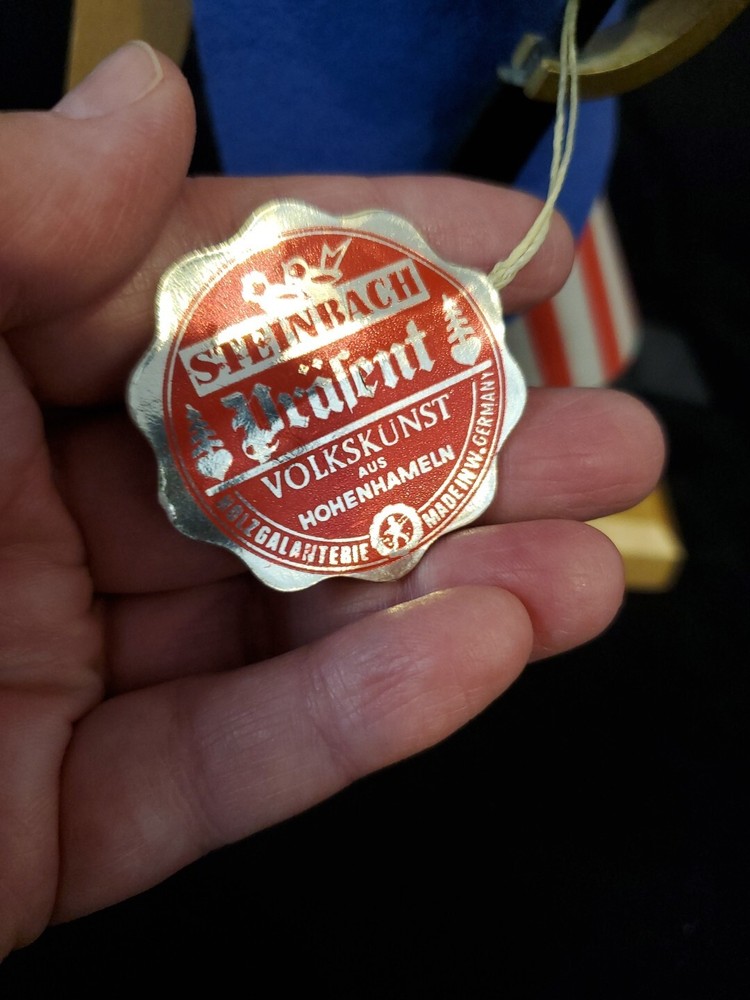 STEINBACH
Präſent
VOLKSKUNST
AUS
HOHENHAMELN
HOLZGALANTERIE
MADE IN W. GERMANY